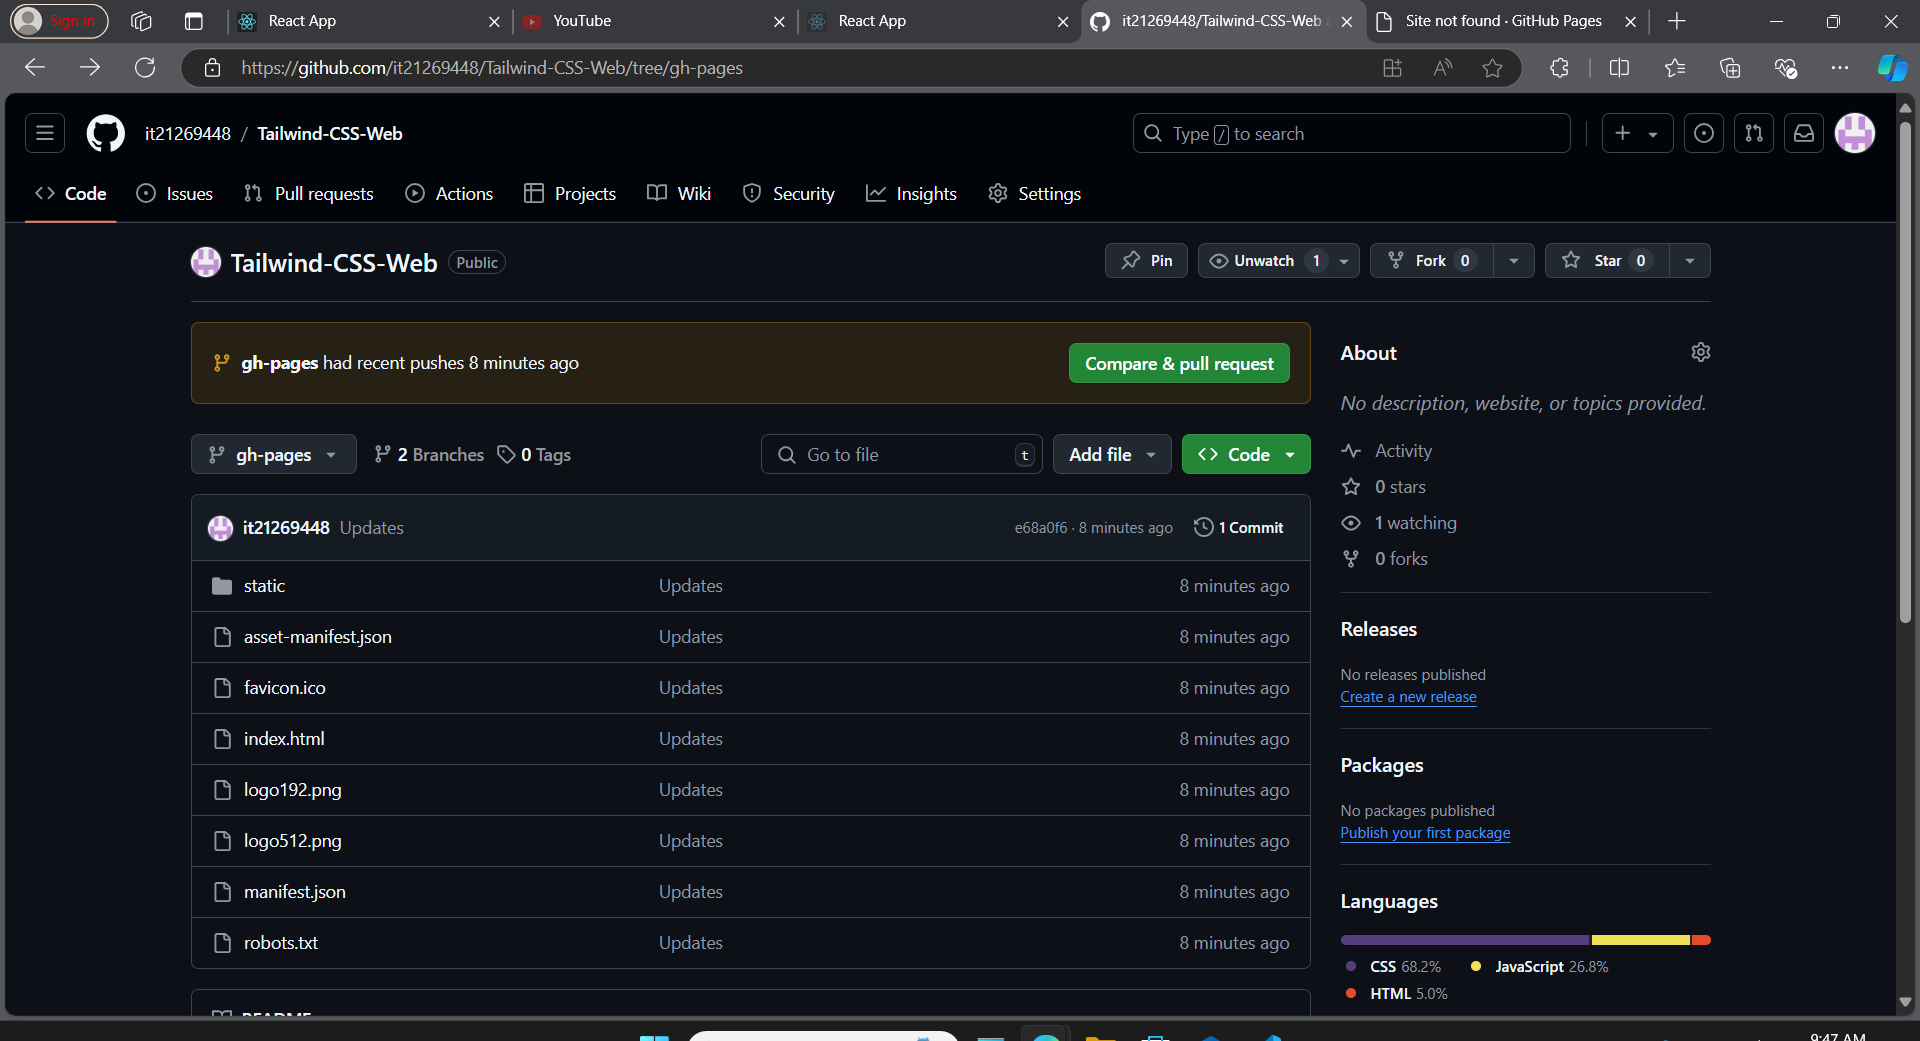 Sign in
React App
YouTube
React App
it21269448/Tailwind-CSS-Web
Site not found · GitHub Pages
https://github.com/it21269448/Tailwind-CSS-Web/tree/gh-pages
it21269448 / Tailwind-CSS-Web
Type / to search
Code
Issues
Pull requests
Actions
Projects
Wiki
Security
Insights
Settings
Tailwind-CSS-Web Public
Pin
Unwatch 1
Fork 0
Star 0
gh-pages had recent pushes 8 minutes ago
Compare & pull request
gh-pages
2 Branches
0 Tags
Go to file
t
Add file
Code
it21269448 Updates
e68a0f6 · 8 minutes ago
1 Commit
static Updates 8 minutes ago
asset-manifest.json Updates 8 minutes ago
favicon.ico Updates 8 minutes ago
index.html Updates 8 minutes ago
logo192.png Updates 8 minutes ago
logo512.png Updates 8 minutes ago
manifest.json Updates 8 minutes ago
robots.txt Updates 8 minutes ago
README
About
No description, website, or topics provided.
Activity
0 stars
1 watching
0 forks
Releases
No releases published
Create a new release
Packages
No packages published
Publish your first package
Languages
CSS 68.2%
JavaScript 26.8%
HTML 5.0%
9:47 AM